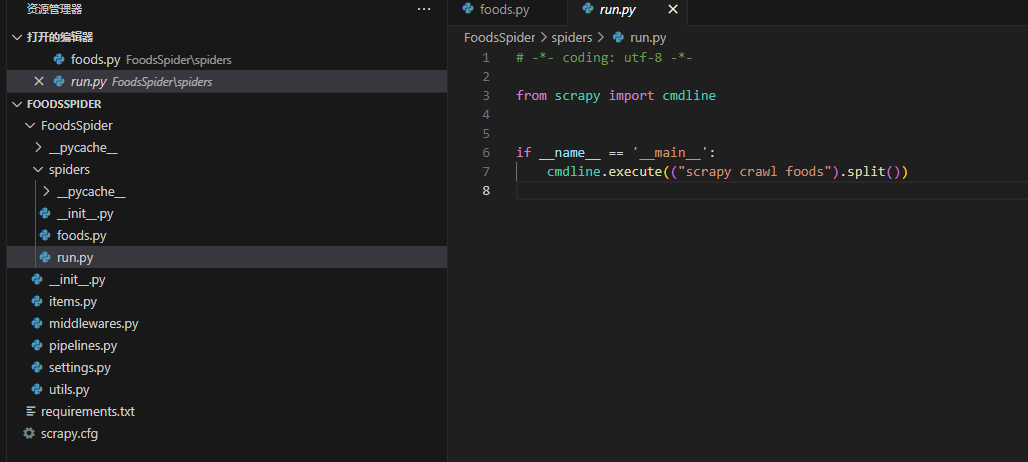 资源管理器
···
打开的编辑器
foods.py FoodsSpider\spiders
run.py FoodsSpider\spiders
FOODSSPIDER
FoodsSpider
__pycache__
spiders
__pycache__
__init__.py
foods.py
run.py
__init__.py
items.py
middlewares.py
pipelines.py
settings.py
utils.py
requirements.txt
scrapy.cfg
foods.py
run.py
FoodsSpider > spiders > run.py
1 # -*- coding: utf-8 -*-
2
3 from scrapy import cmdline
4
5
6 if __name__ == '__main__':
7     cmdline.execute(("scrapy crawl foods").split())
8